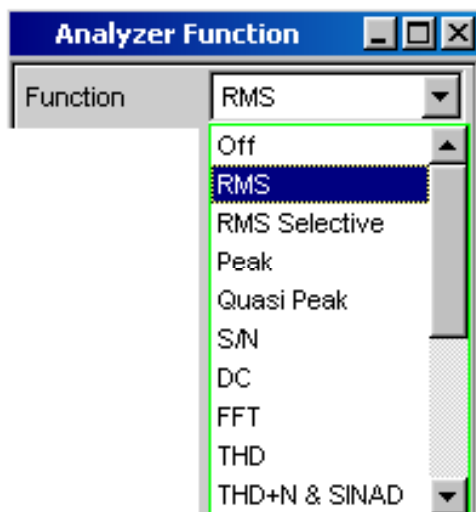 Analyzer Function
Function RMS
Off
RMS
RMS Selective
Peak
Quasi Peak
S/N
DC
FFT
THD
THD+N & SINAD